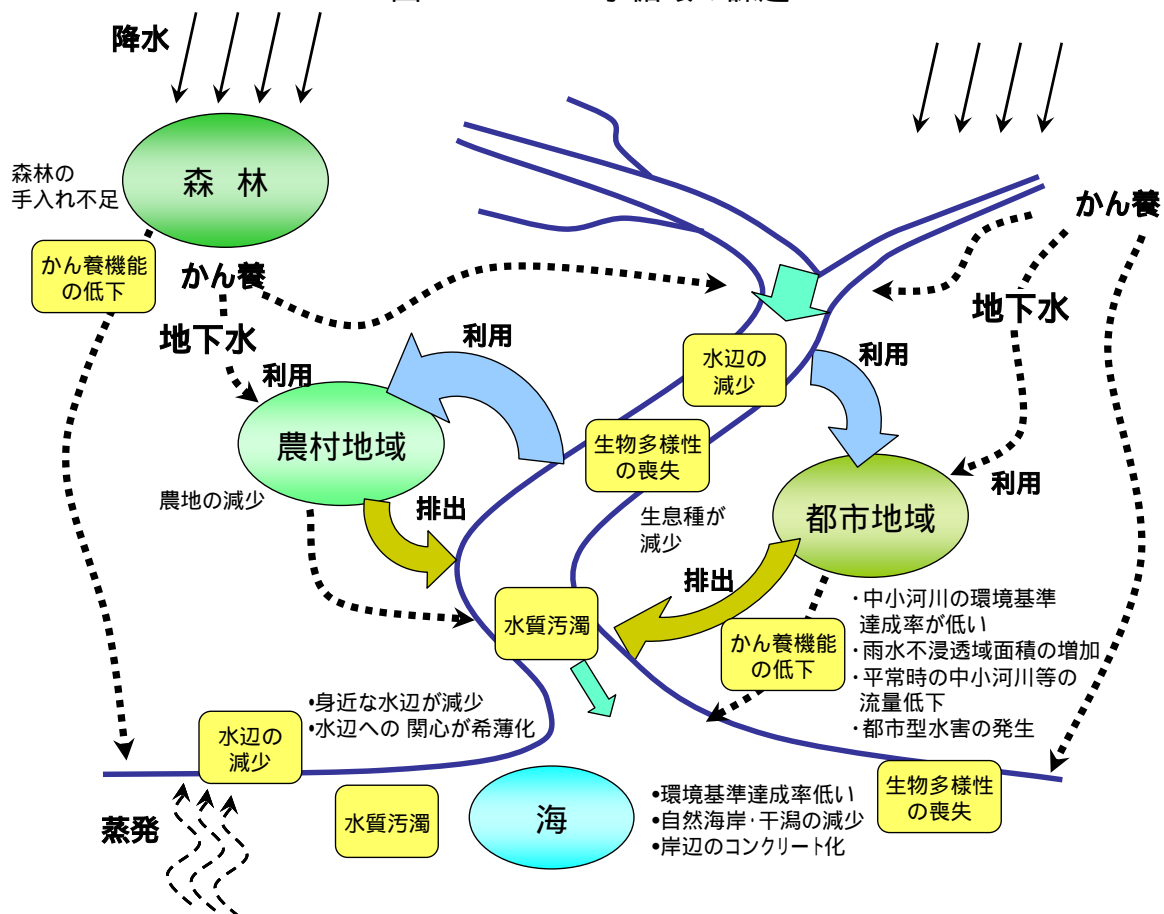 降水
森林の
手入れ不足
森 林
かん養機能
の低下
かん養
地下水
利用
利用
農村地域
農地の減少
排出
水辺の
減少
利用
かん養
地下水
利用
生物多様性
の喪失
生息種が
減少
都市地域
排出
水質汚濁
かん養機能
の低下
・中小河川の環境基準
達成率が低い
・雨水不浸透域面積の増加
・平常時の中小河川等の
流量低下
・都市型水害の発生
•身近な水辺が減少
•水辺への 関心が希薄化
水辺の
減少
蒸発
水質汚濁
海
•環境基準達成率低い
•自然海岸・干潟の減少
•岸辺のコンクリート化
生物多様性
の喪失